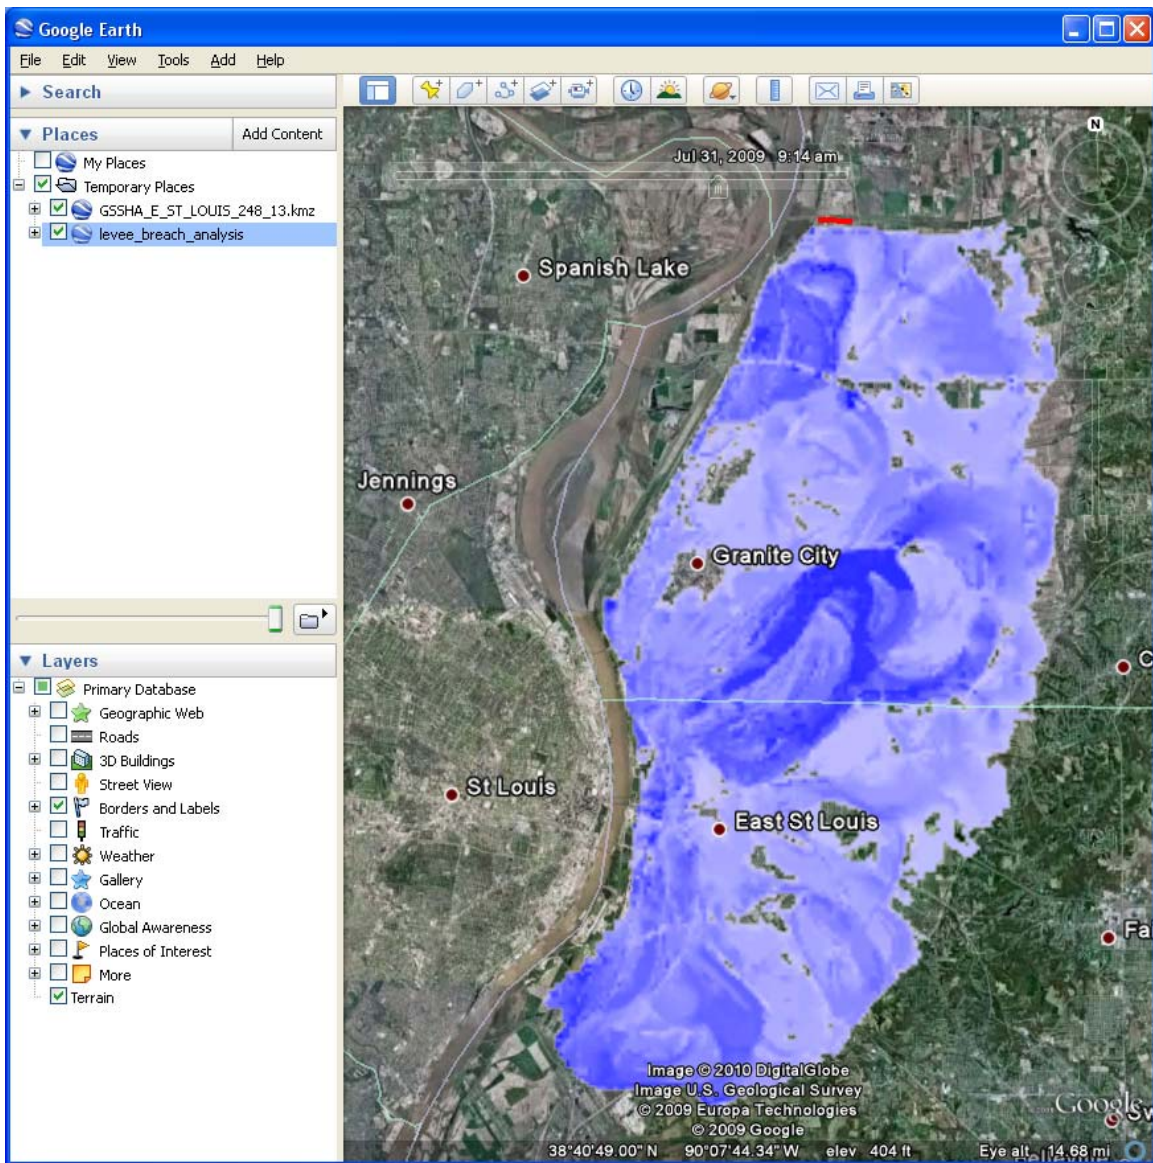 Google Earth
File Edit View Tools Add Help
Search
Places
Add Content
My Places
Temporary Places
GSSHA_E_ST_LOUIS_248_13.kmz
levee_breach_analysis
Layers
Primary Database
Geographic Web
Roads
3D Buildings
Street View
Borders and Labels
Traffic
Weather
Gallery
Ocean
Global Awareness
Places of Interest
More
Terrain
N
Jul 31, 2009 9:14 am
Spanish Lake
Jennings
Granite City
C
St Louis
East St Louis
Fai
Image © 2010 DigitalGlobe
Image U.S. Geological Survey
© 2009 Europa Technologies
© 2009 Google
Google
Sw
38°40'49.00" N 90°07'44.34" W elev 404 ft Eye alt 14.68 mi